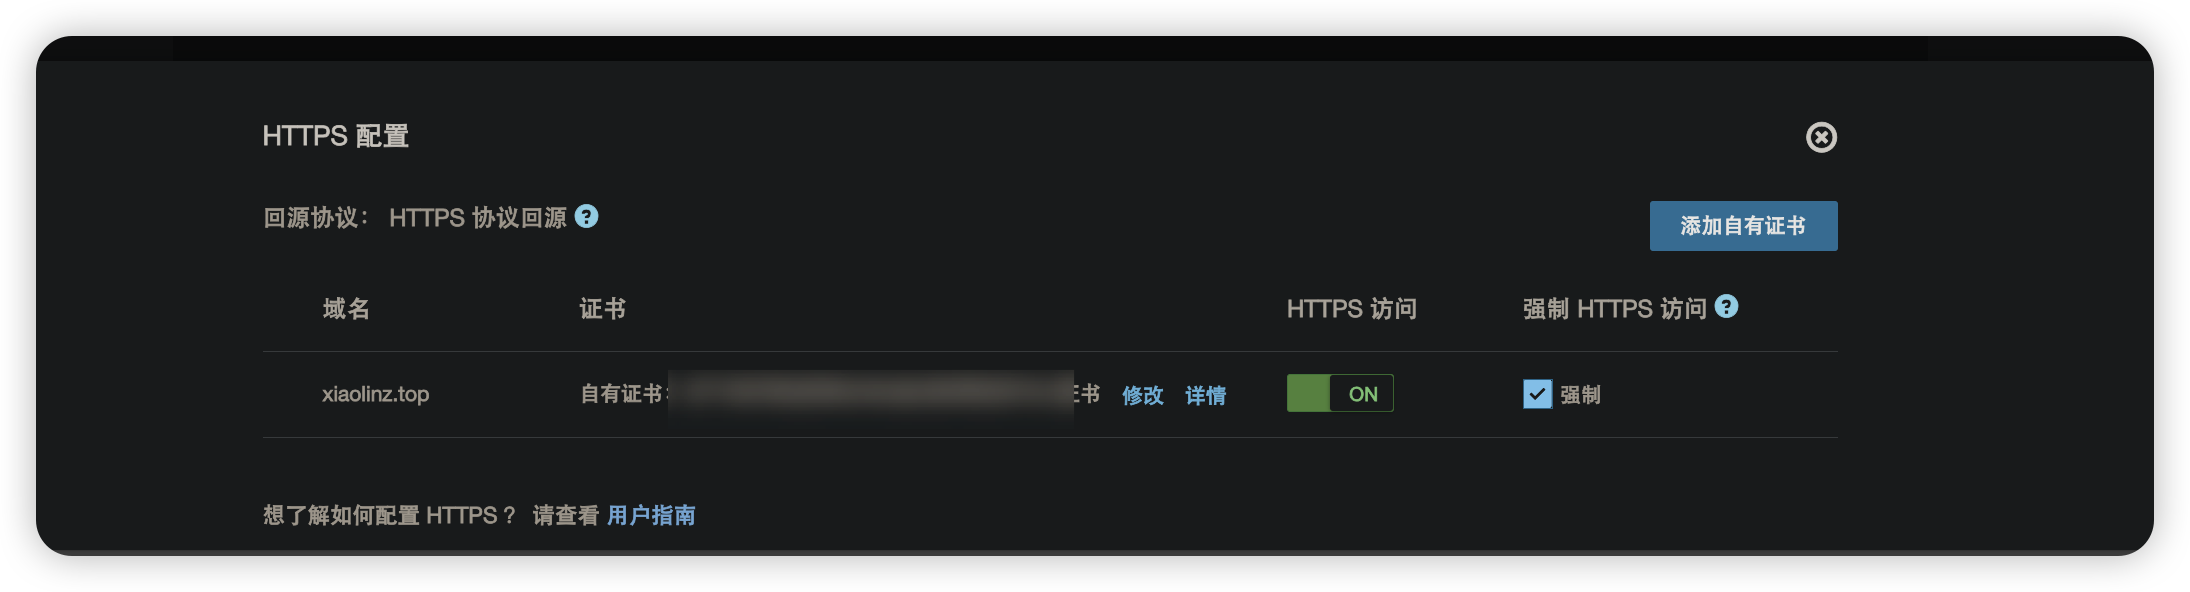 HTTPS 配置
回源协议： HTTPS 协议回源 ?
添加自有证书
域名 证书 HTTPS 访问 强制 HTTPS 访问 ?
xiaolinz.top 自有证书: 证书 修改 详情 ON 强制
想了解如何配置 HTTPS？ 请查看 用户指南